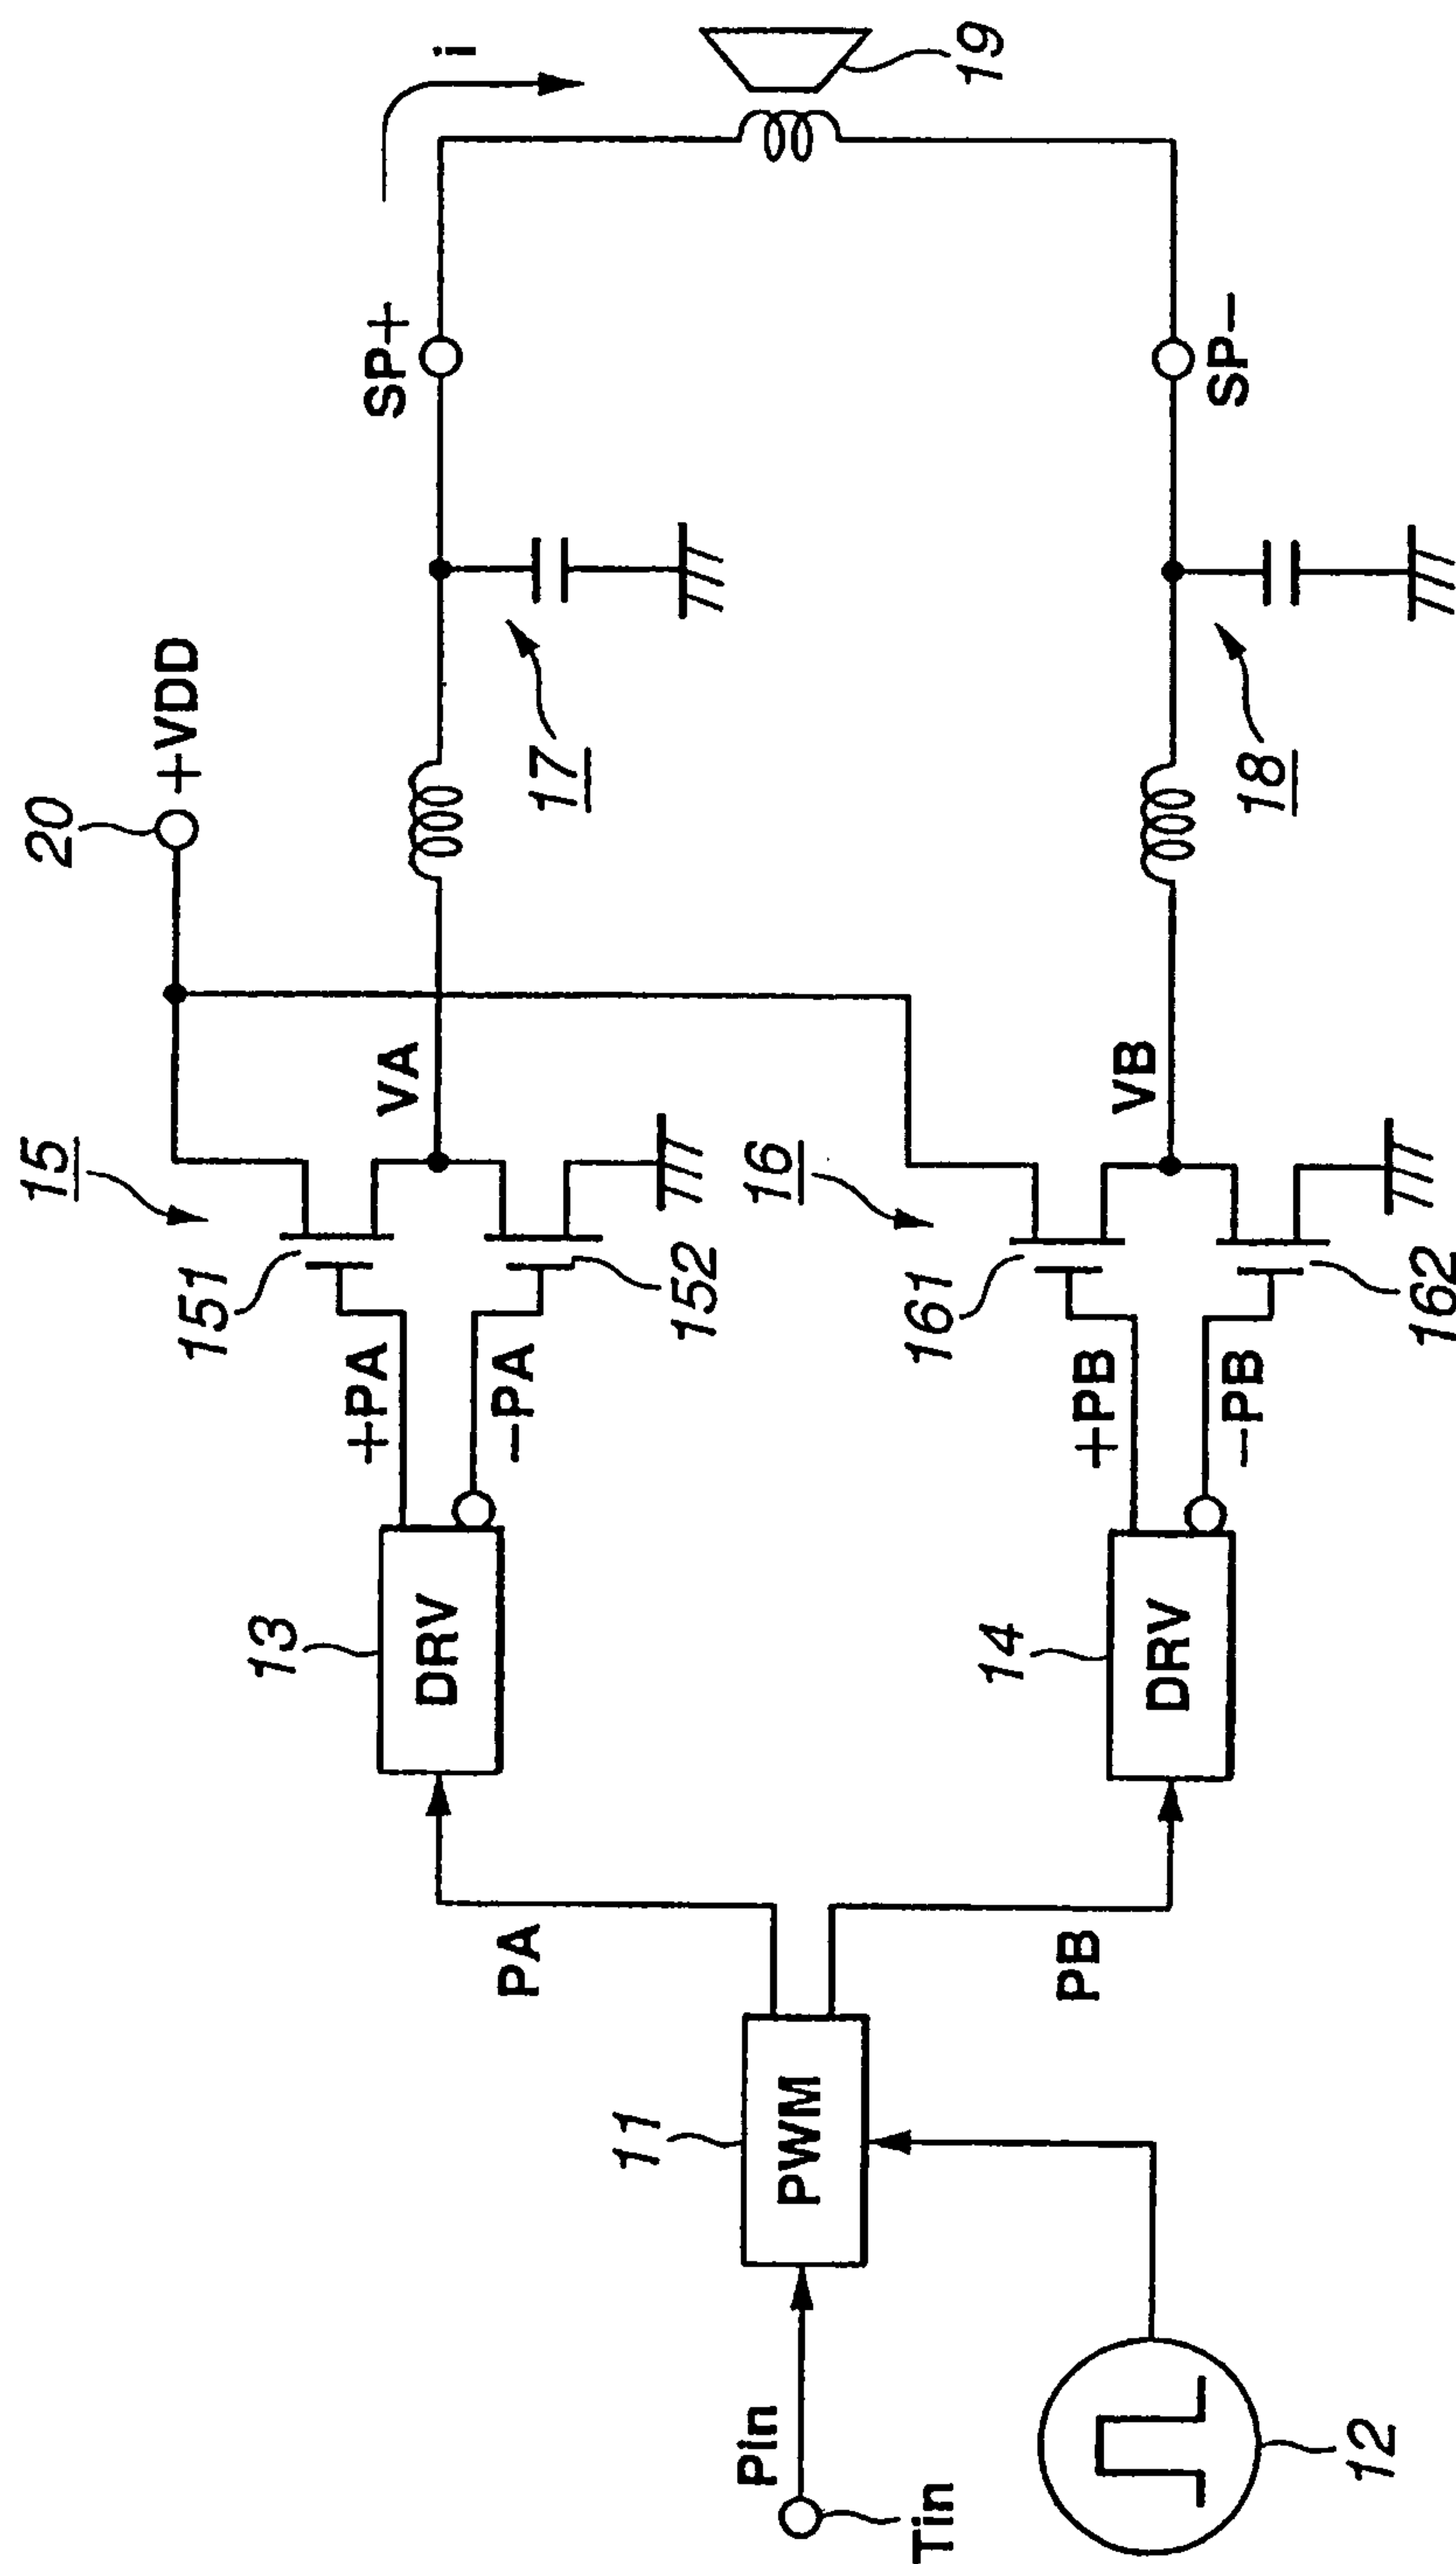 Pin
Tin
12
11
PWM
PA
PB
13
DRV
14
DRV
+PA
−PA
+PB
−PB
15
151
152
16
161
162
VA
VB
20
+VDD
17
18
SP+
SP−
i
19